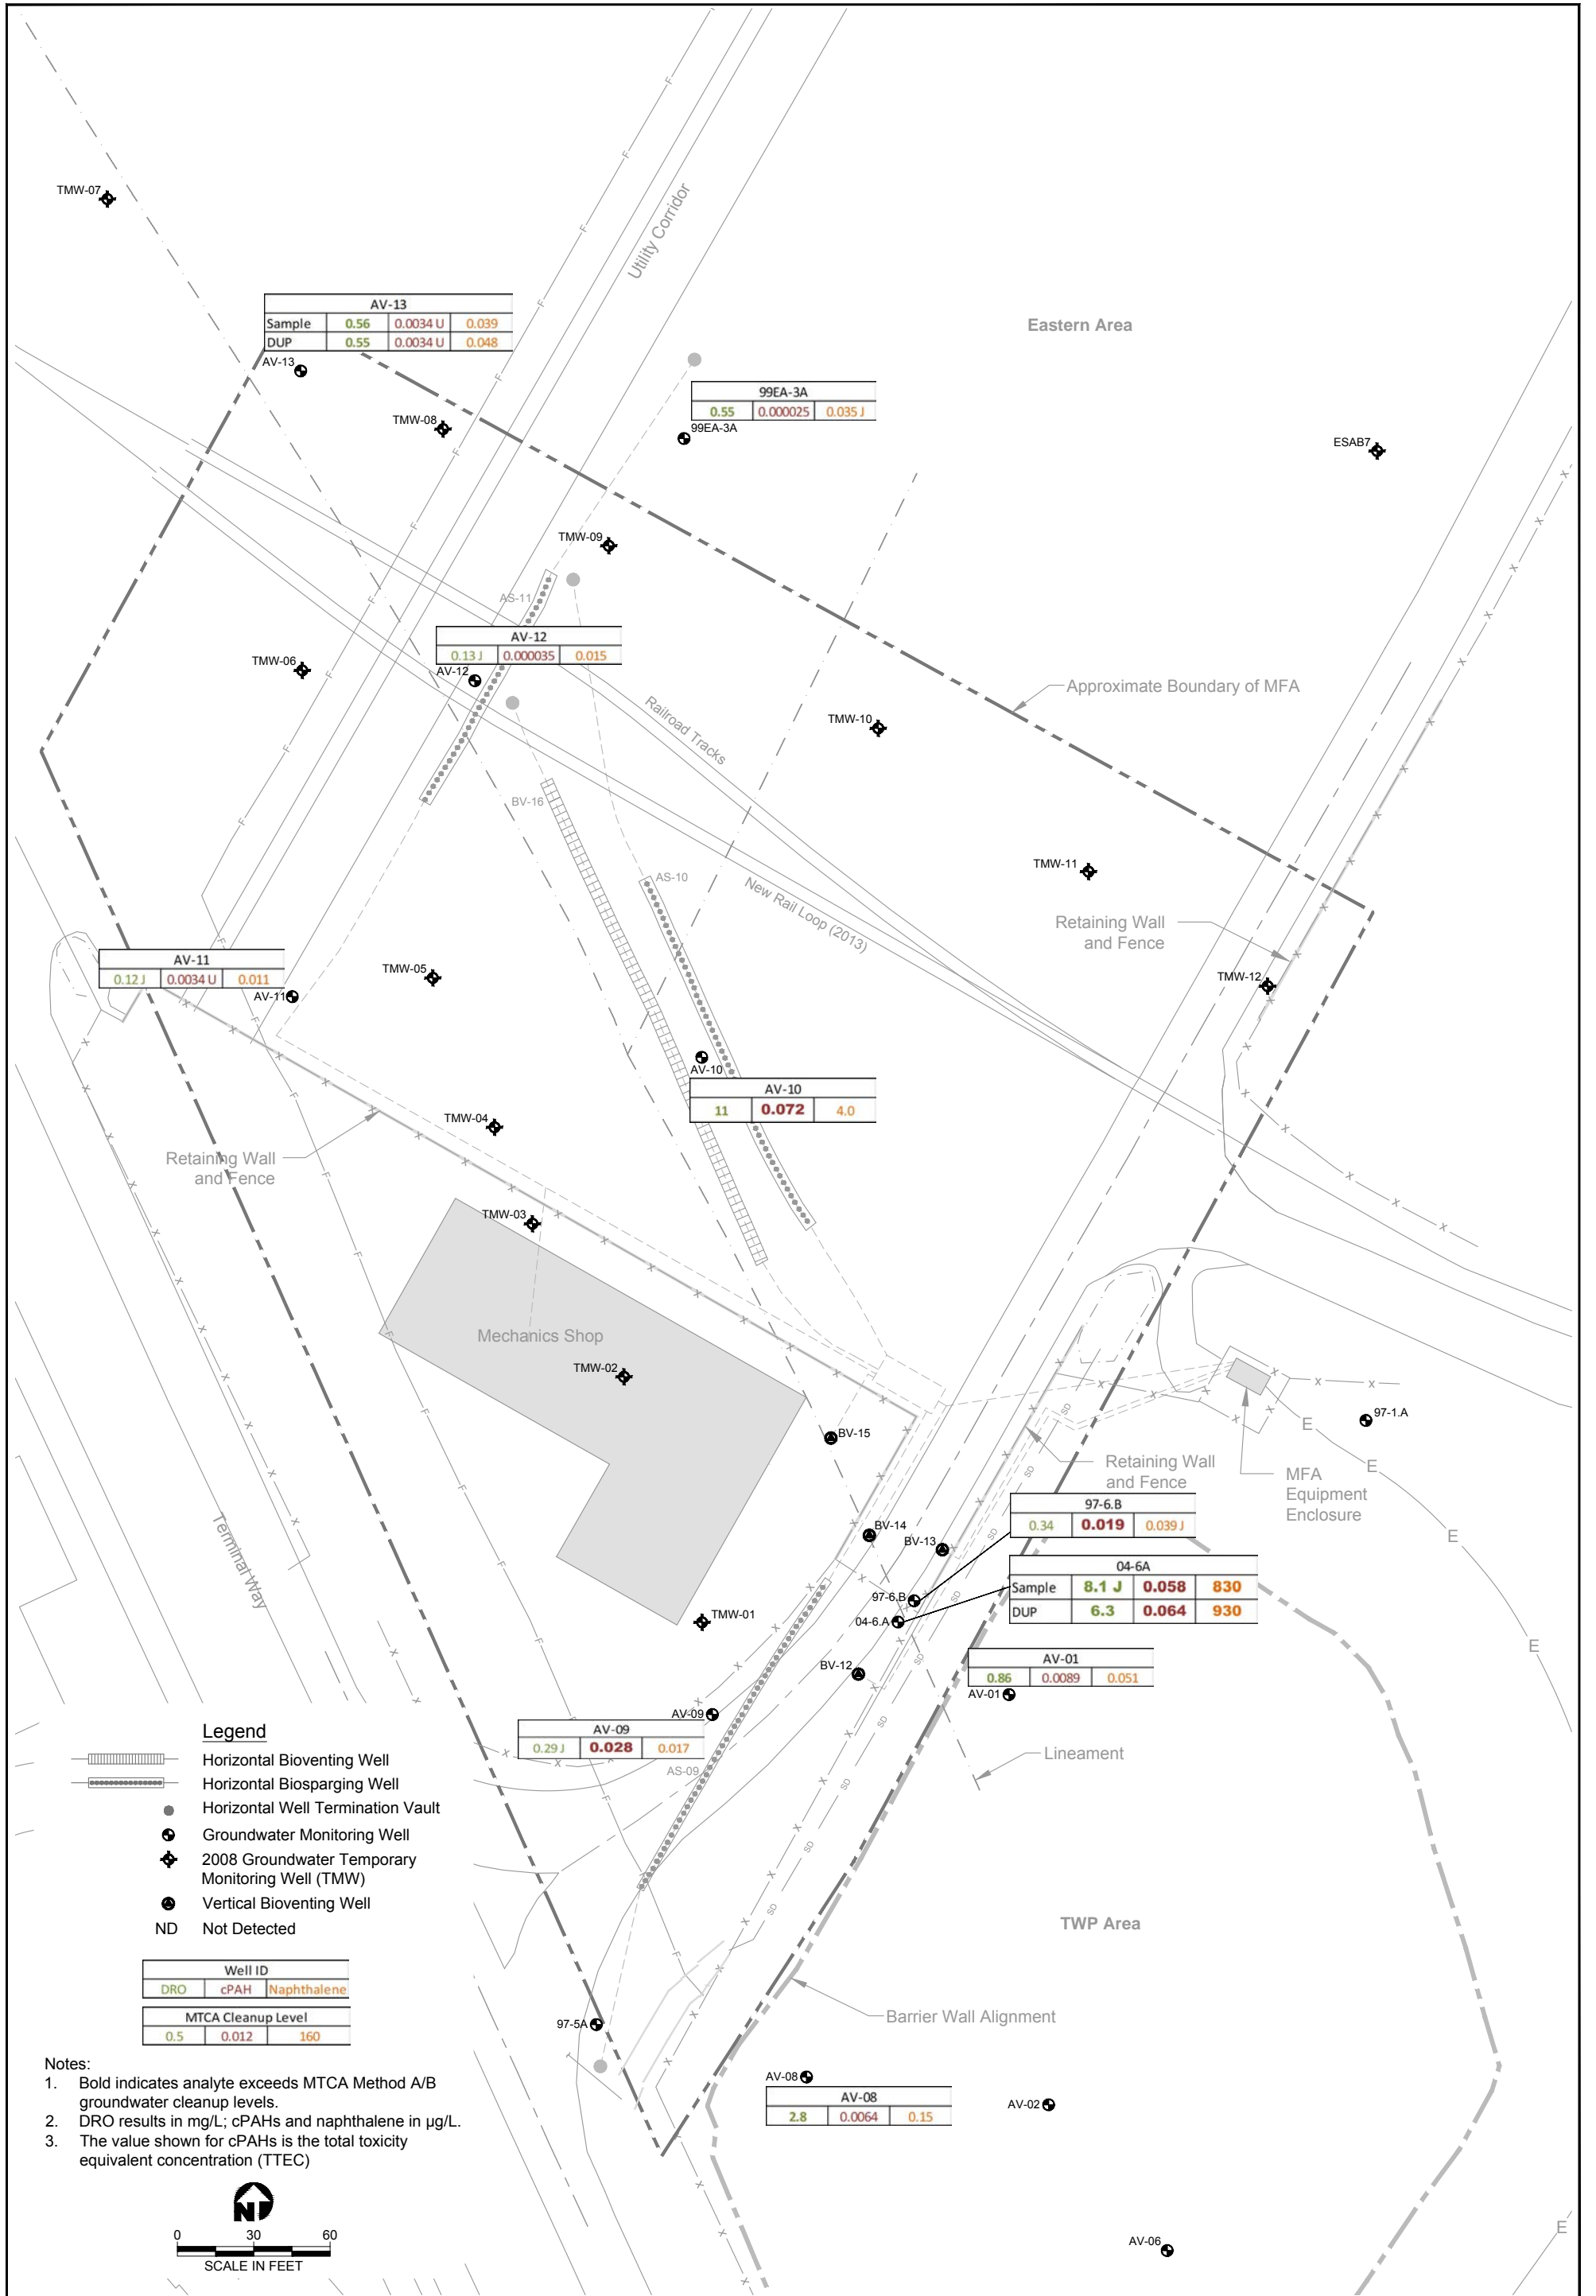 TMW-07
Utility Corridor
AV-13
Sample 0.56 0.0034 U 0.039
DUP 0.55 0.0034 U 0.048
AV-13
Eastern Area
99EA-3A
0.55 0.000025 0.035 J
99EA-3A
TMW-08
ESAB7
TMW-09
AS-11
AV-12
0.13 J 0.000035 0.015
AV-12
TMW-06
Approximate Boundary of MFA
Railroad Tracks
TMW-10
BV-16
AS-10
New Rail Loop (2013)
TMW-11
Retaining Wall
and Fence
AV-11
0.12 J 0.0034 U 0.011
AV-11
TMW-05
TMW-12
AV-10
AV-10
11 0.072 4.0
TMW-04
Retaining Wall
and Fence
TMW-03
Mechanics Shop
TMW-02
97-1.A
BV-15
Retaining Wall
and Fence
MFA
Equipment
Enclosure
97-6.B
0.34 0.019 0.039 J
BV-14
BV-13
04-6A
Sample 8.1 J 0.058 830
DUP 6.3 0.064 930
97-6.B
04-6.A
Terminal Way
TMW-01
BV-12
AV-01
0.86 0.0089 0.051
AV-01
AV-09
AV-09
0.29 J 0.028 0.017
AS-09
Lineament
Legend
Horizontal Bioventing Well
Horizontal Biosparging Well
Horizontal Well Termination Vault
Groundwater Monitoring Well
2008 Groundwater Temporary
Monitoring Well (TMW)
Vertical Bioventing Well
ND Not Detected
TWP Area
Well ID
DRO cPAH Naphthalene
MTCA Cleanup Level
0.5 0.012 160
Barrier Wall Alignment
97-5A
Notes:
1. Bold indicates analyte exceeds MTCA Method A/B
groundwater cleanup levels.
2. DRO results in mg/L; cPAHs and naphthalene in µg/L.
3. The value shown for cPAHs is the total toxicity
equivalent concentration (TTEC)
AV-08
AV-08
2.8 0.0064 0.15
AV-02
AV-06
N
0 30 60
SCALE IN FEET